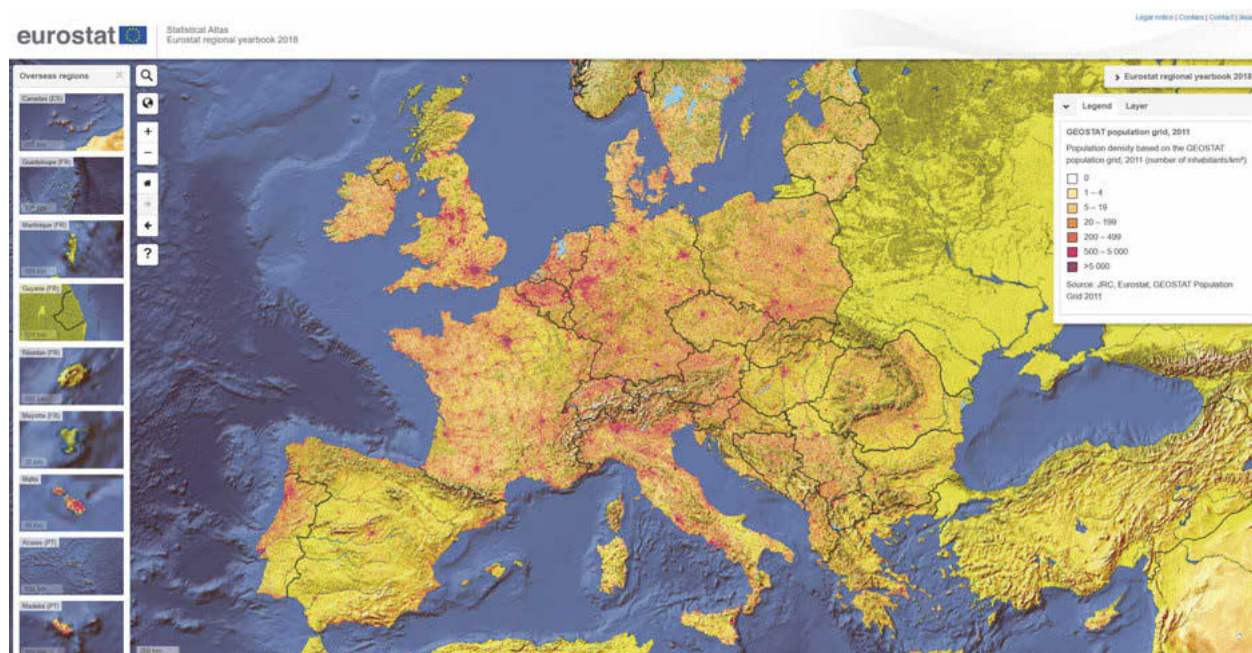 eurostat
Statistical Atlas
Eurostat regional yearbook 2018
Legal notice | Cookies | Contact |
Overseas regions
Canarias (ES)
Guadeloupe (FR)
Martinique (FR)
Guyane (FR)
Réunion (FR)
Mayotte (FR)
Malta
Azores (PT)
Madeira (PT)
+
−
?
Eurostat regional yearbook 2018
Legend Layer
GEOSTAT population grid, 2011
Population density based on the GEOSTAT
population grid, 2011 (number of inhabitants/km²)
0
1 – 4
5 – 19
20 – 199
200 – 499
500 – 5 000
>5 000
Source: JRC, Eurostat, GEOSTAT Population
Grid 2011